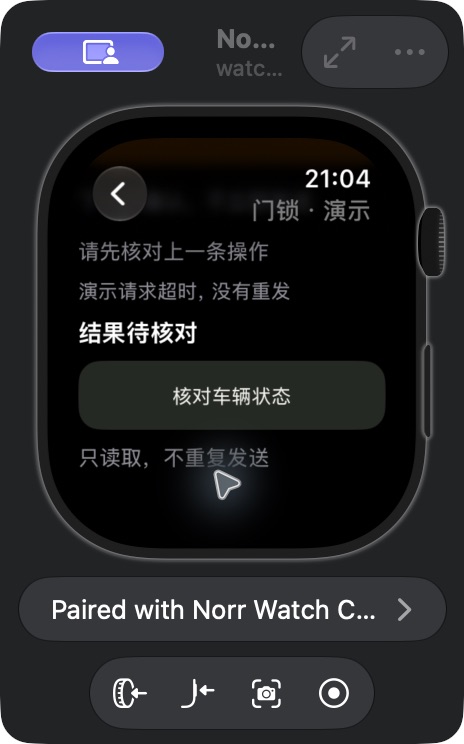 No...
watc...
21:04
门锁 · 演示
请先核对上一条操作
演示请求超时, 没有重发
结果待核对
核对车辆状态
只读取，不重复发送
Paired with Norr Watch C...